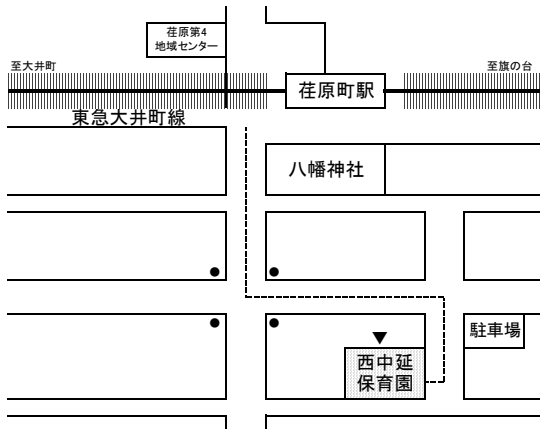 荏原第4
地域センター
至大井町
至旗の台
荏原町駅
東急大井町線
八幡神社
駐車場
西中延
保育園